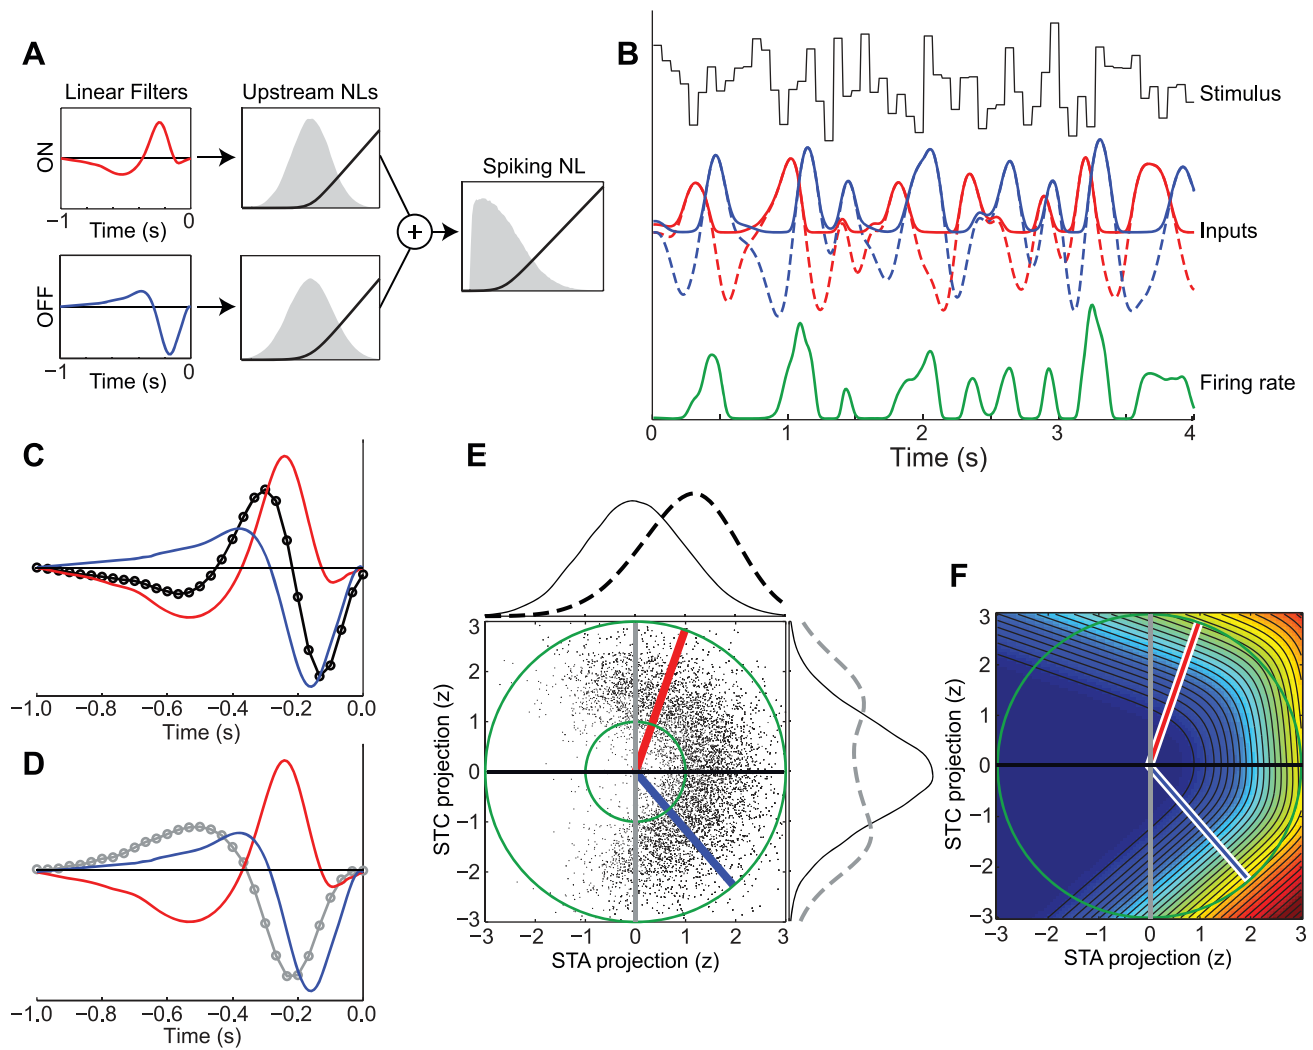 A
Linear Filters
Upstream NLs
ON
−1
0
Time (s)
Spiking NL
+
OFF
−1
0
Time (s)
B
Stimulus
Inputs
Firing rate
0 1 2 3 4
Time (s)
C
−1.0 −0.8 −0.6 −0.4 −0.2 0.0
Time (s)
D
−1.0 −0.8 −0.6 −0.4 −0.2 0.0
Time (s)
E
3
2
1
0
−1
−2
−3
STC projection (z)
−3 −2 −1 0 1 2 3
STA projection (z)
F
3
2
1
0
−1
−2
−3
STC projection (z)
−3 −2 −1 0 1 2 3
STA projection (z)